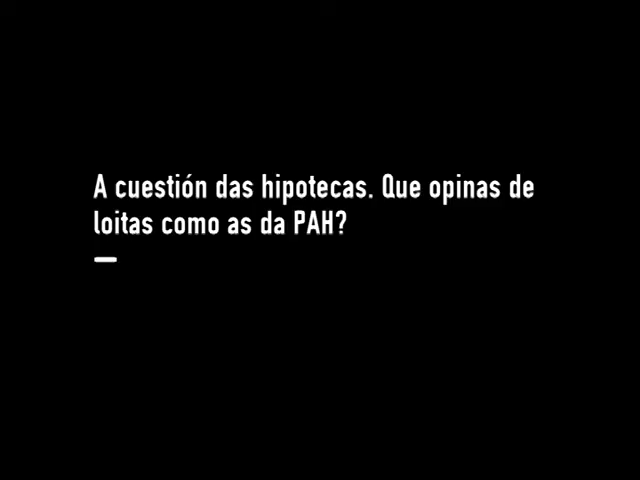 A cuestión das hipotecas. Que opinas de
loitas como as da PAH?